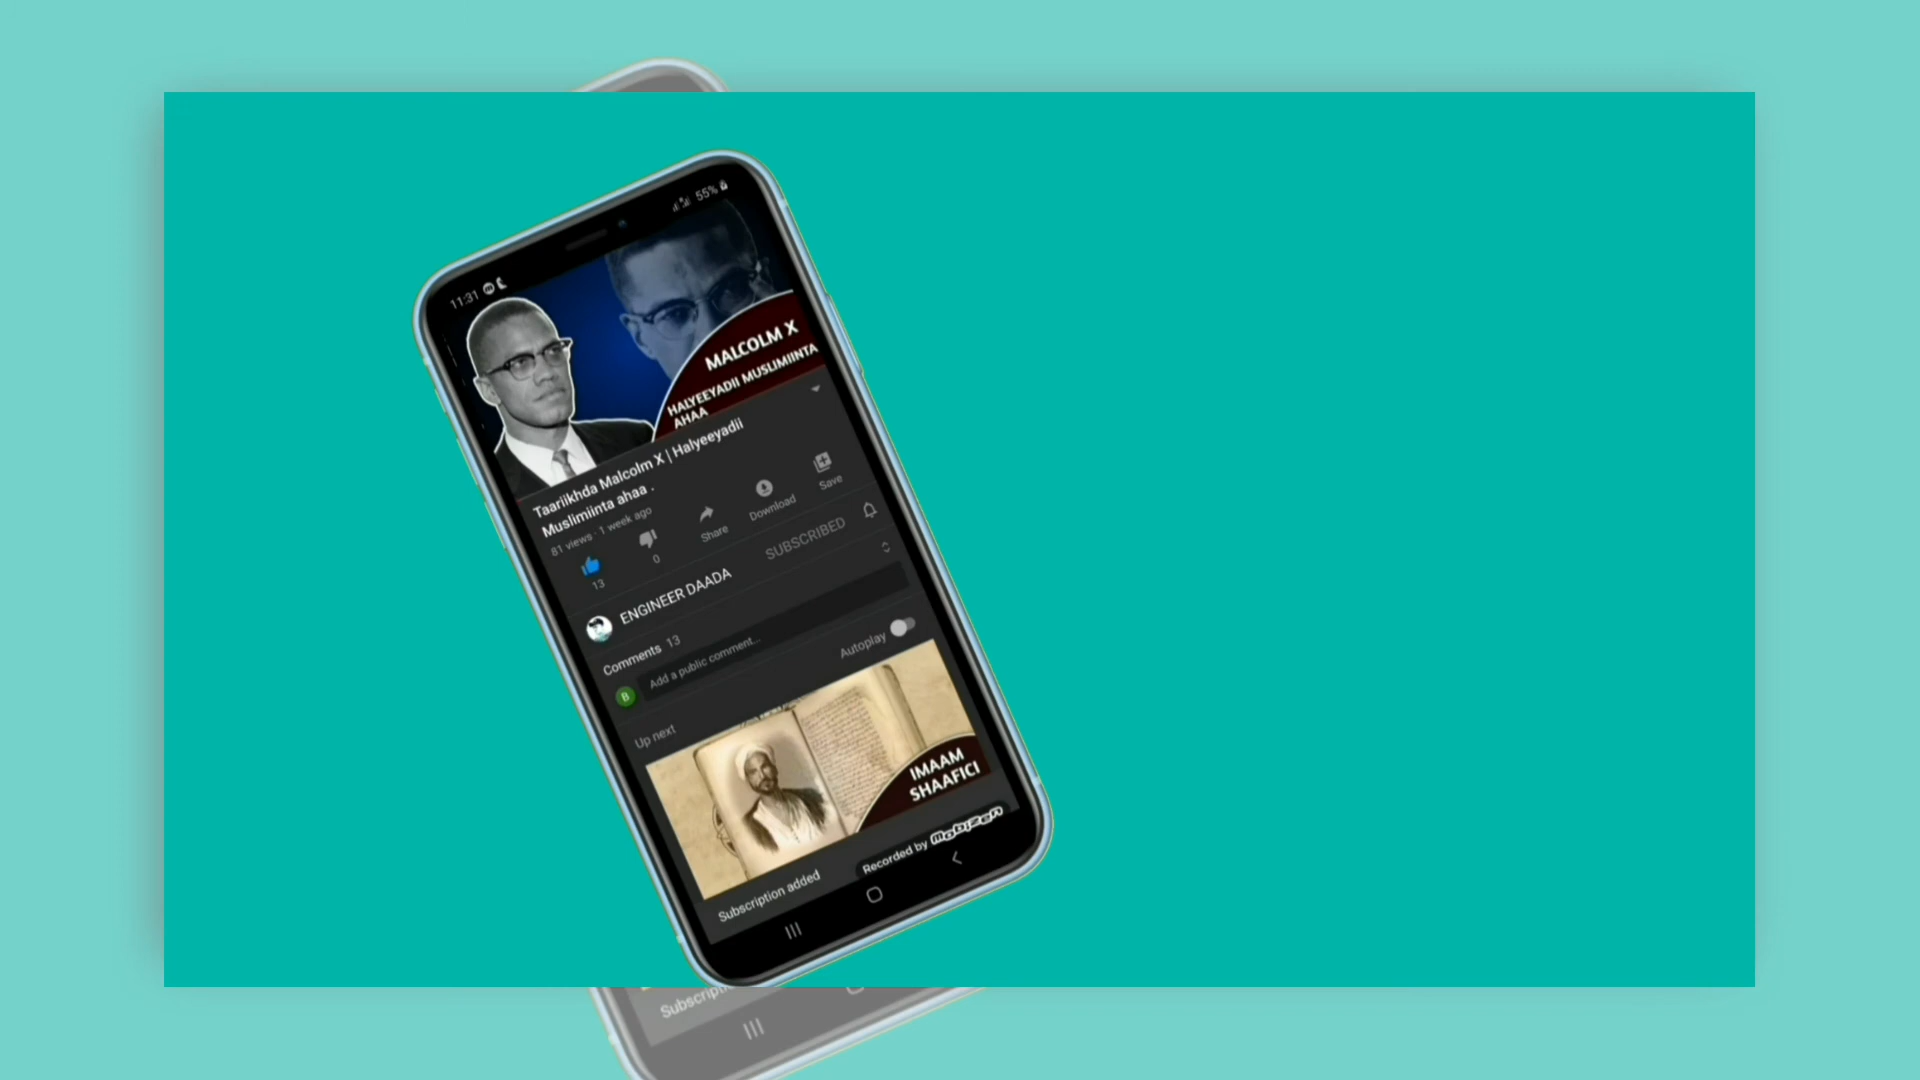 11:31
55%
MALCOLM X
HALYEEYADII MUSLIMIINTA
AHAA
Taariikhda Malcolm X | Halyeeyadii
Muslimiinta ahaa .
81 views · 1 week ago
13
0
Share
Download
Save
ENGINEER DAADA
SUBSCRIBED
Comments 13
B
Add a public comment...
Autoplay
Up next
IMAAM
SHAAFICI
Recorded by mobizen
Subscription added
Subscripti